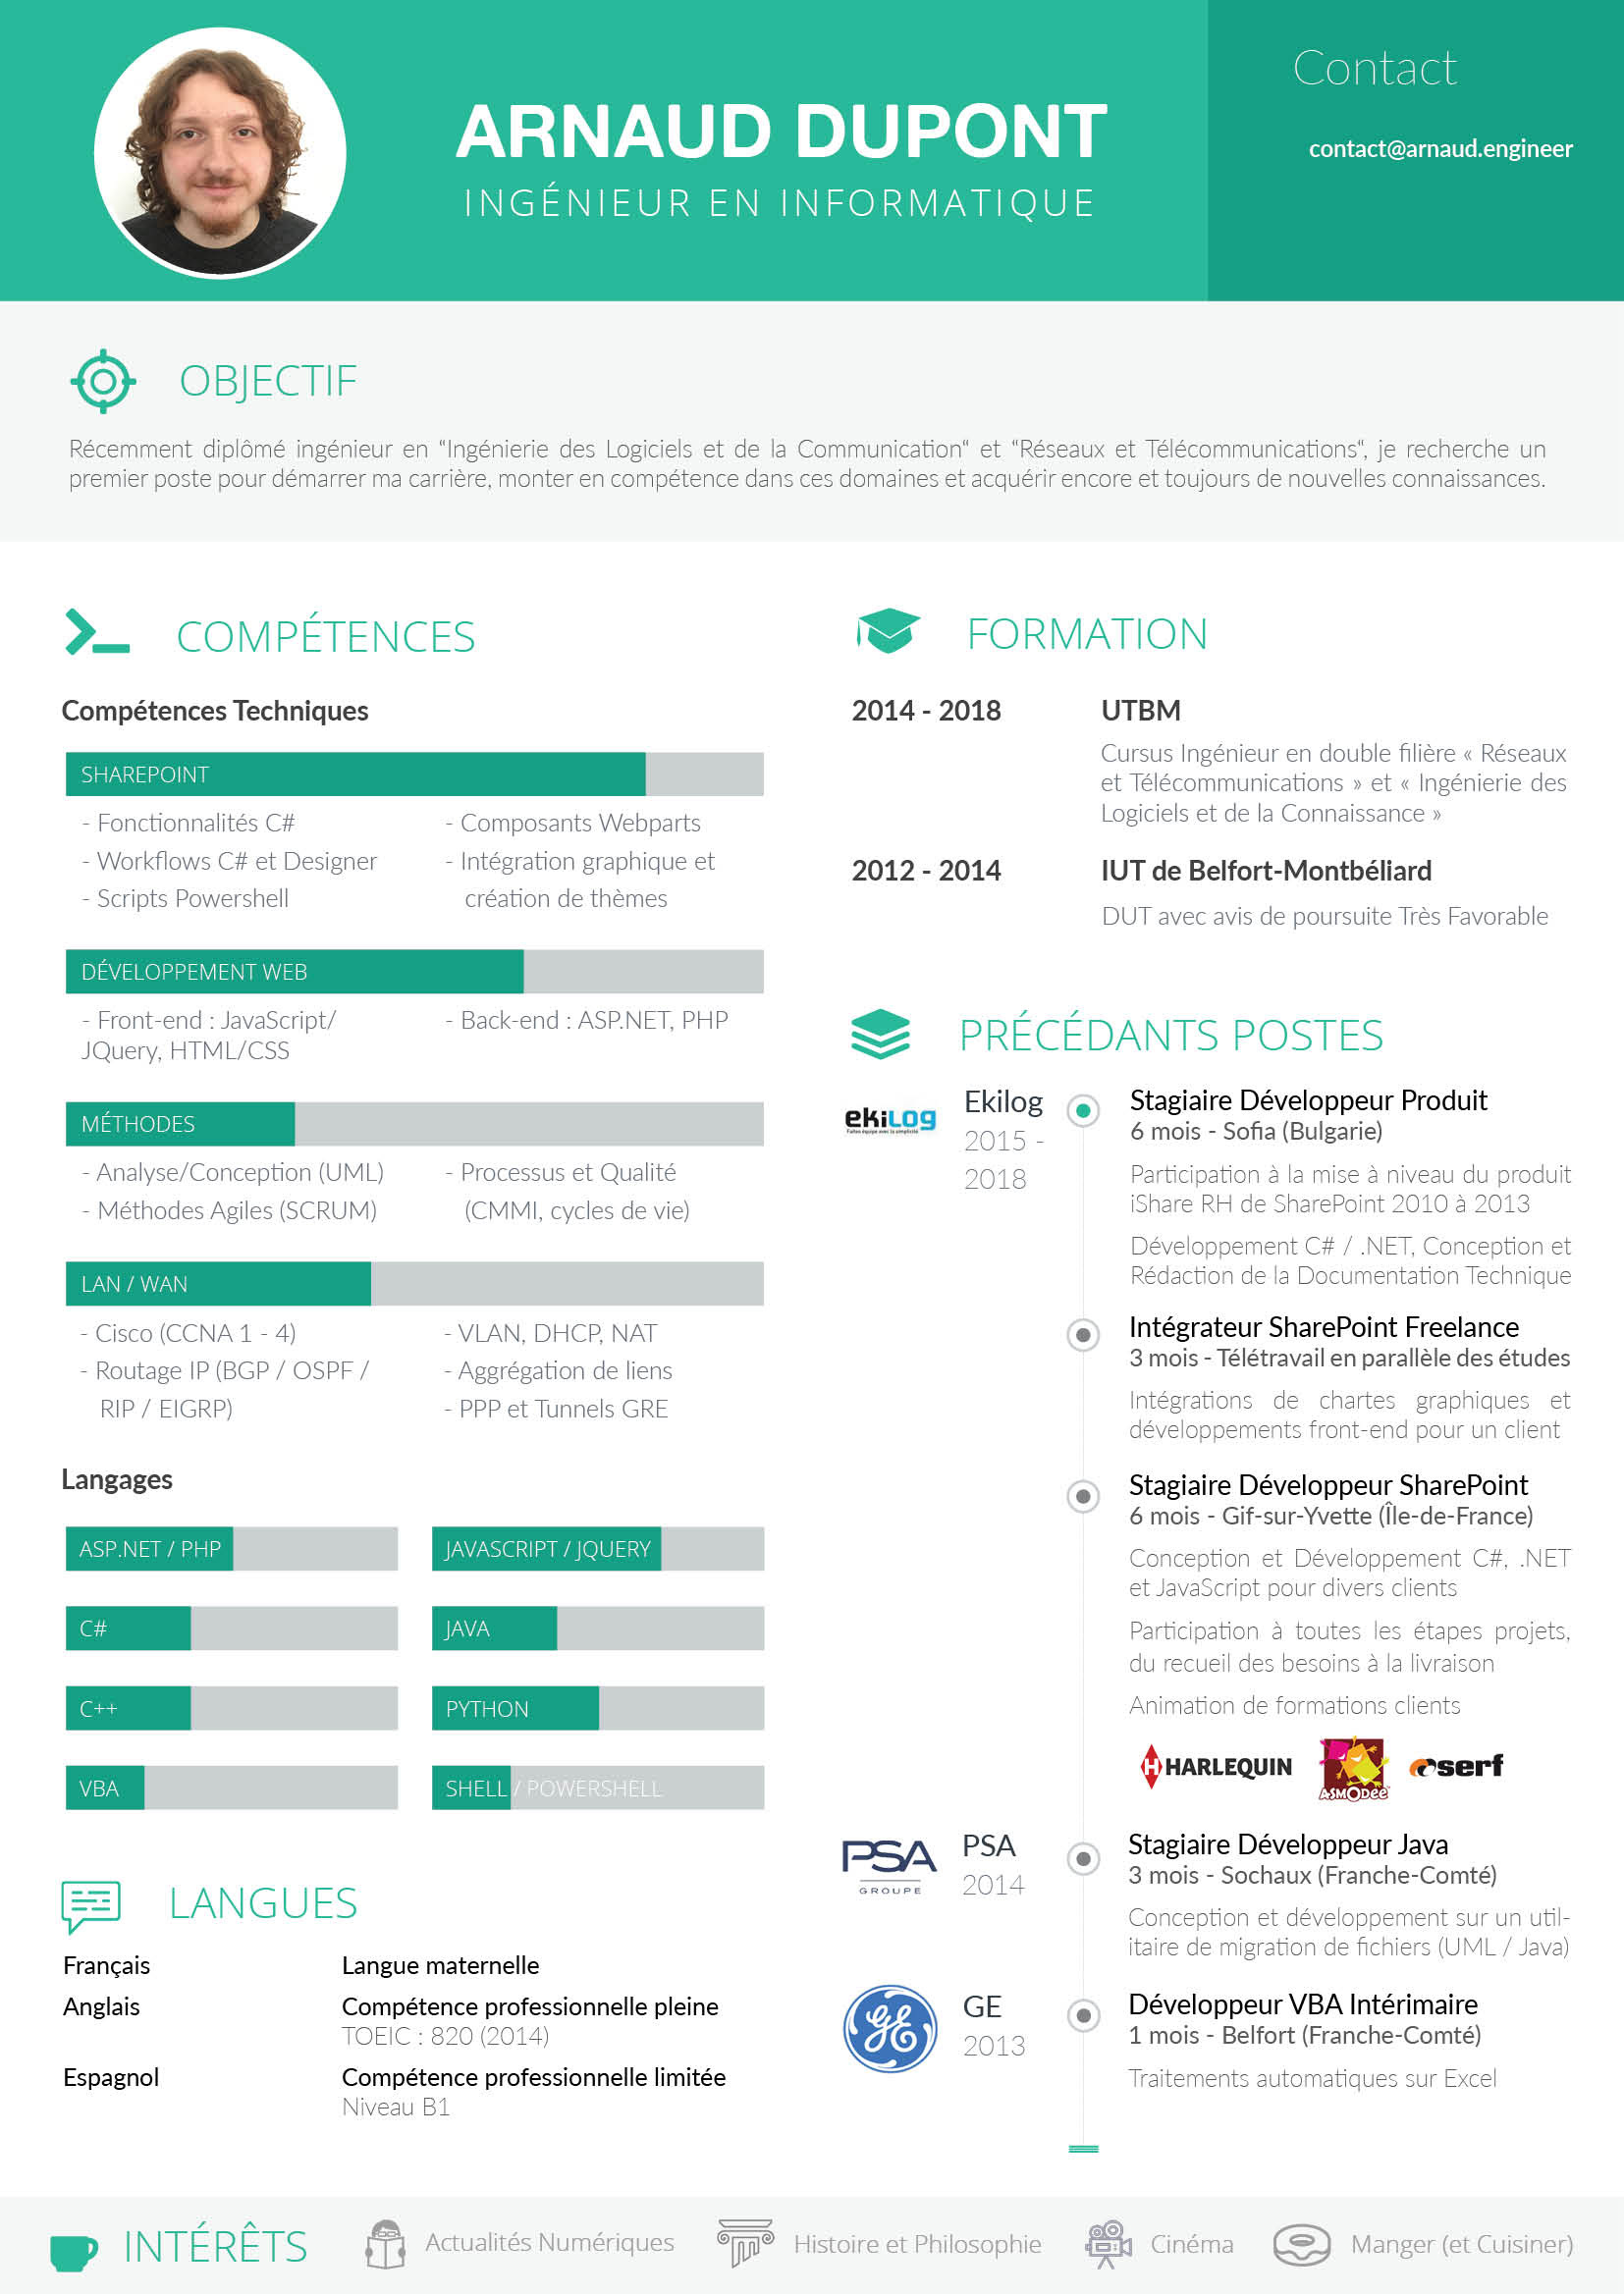 ARNAUD DUPONT
INGÉNIEUR EN INFORMATIQUE
Contact
contact@arnaud.engineer
OBJECTIF
Récemment diplômé ingénieur en “Ingénierie des Logiciels et de la Communication“ et “Réseaux et Télécommunications“, je recherche un
premier poste pour démarrer ma carrière, monter en compétence dans ces domaines et acquérir encore et toujours de nouvelles connaissances.
COMPÉTENCES
Compétences Techniques
SHAREPOINT
- Fonctionnalités C#
- Workflows C# et Designer
- Scripts Powershell
- Composants Webparts
- Intégration graphique et
création de thèmes
DÉVELOPPEMENT WEB
- Front-end : JavaScript/
JQuery, HTML/CSS
- Back-end : ASP.NET, PHP
MÉTHODES
- Analyse/Conception (UML)
- Méthodes Agiles (SCRUM)
- Processus et Qualité
(CMMI, cycles de vie)
LAN / WAN
- Cisco (CCNA 1 - 4)
- Routage IP (BGP / OSPF /
RIP / EIGRP)
- VLAN, DHCP, NAT
- Aggrégation de liens
- PPP et Tunnels GRE
Langages
ASP.NET / PHP
JAVASCRIPT / JQUERY
C#
JAVA
C++
PYTHON
VBA
SHELL / POWERSHELL
LANGUES
Français
Langue maternelle
Anglais
Compétence professionnelle pleine
TOEIC : 820 (2014)
Espagnol
Compétence professionnelle limitée
Niveau B1
FORMATION
2014 - 2018
UTBM
Cursus Ingénieur en double filière « Réseaux
et Télécommunications » et « Ingénierie des
Logiciels et de la Connaissance »
2012 - 2014
IUT de Belfort-Montbéliard
DUT avec avis de poursuite Très Favorable
PRÉCÉDANTS POSTES
ekiLog
Faites équipe avec la simplicité
Ekilog
2015 -
2018
Stagiaire Développeur Produit
6 mois - Sofia (Bulgarie)
Participation à la mise à niveau du produit
iShare RH de SharePoint 2010 à 2013
Développement C# / .NET, Conception et
Rédaction de la Documentation Technique
Intégrateur SharePoint Freelance
3 mois - Télétravail en parallèle des études
Intégrations de chartes graphiques et
développements front-end pour un client
Stagiaire Développeur SharePoint
6 mois - Gif-sur-Yvette (Île-de-France)
Conception et Développement C#, .NET
et JavaScript pour divers clients
Participation à toutes les étapes projets,
du recueil des besoins à la livraison
Animation de formations clients
H HARLEQUIN
ASMODee
serf
PSA
GROUPE
PSA
2014
Stagiaire Développeur Java
3 mois - Sochaux (Franche-Comté)
Conception et développement sur un util-
itaire de migration de fichiers (UML / Java)
GE
GE
2013
Développeur VBA Intérimaire
1 mois - Belfort (Franche-Comté)
Traitements automatiques sur Excel
INTÉRÊTS
Actualités Numériques
Histoire et Philosophie
Cinéma
Manger (et Cuisiner)